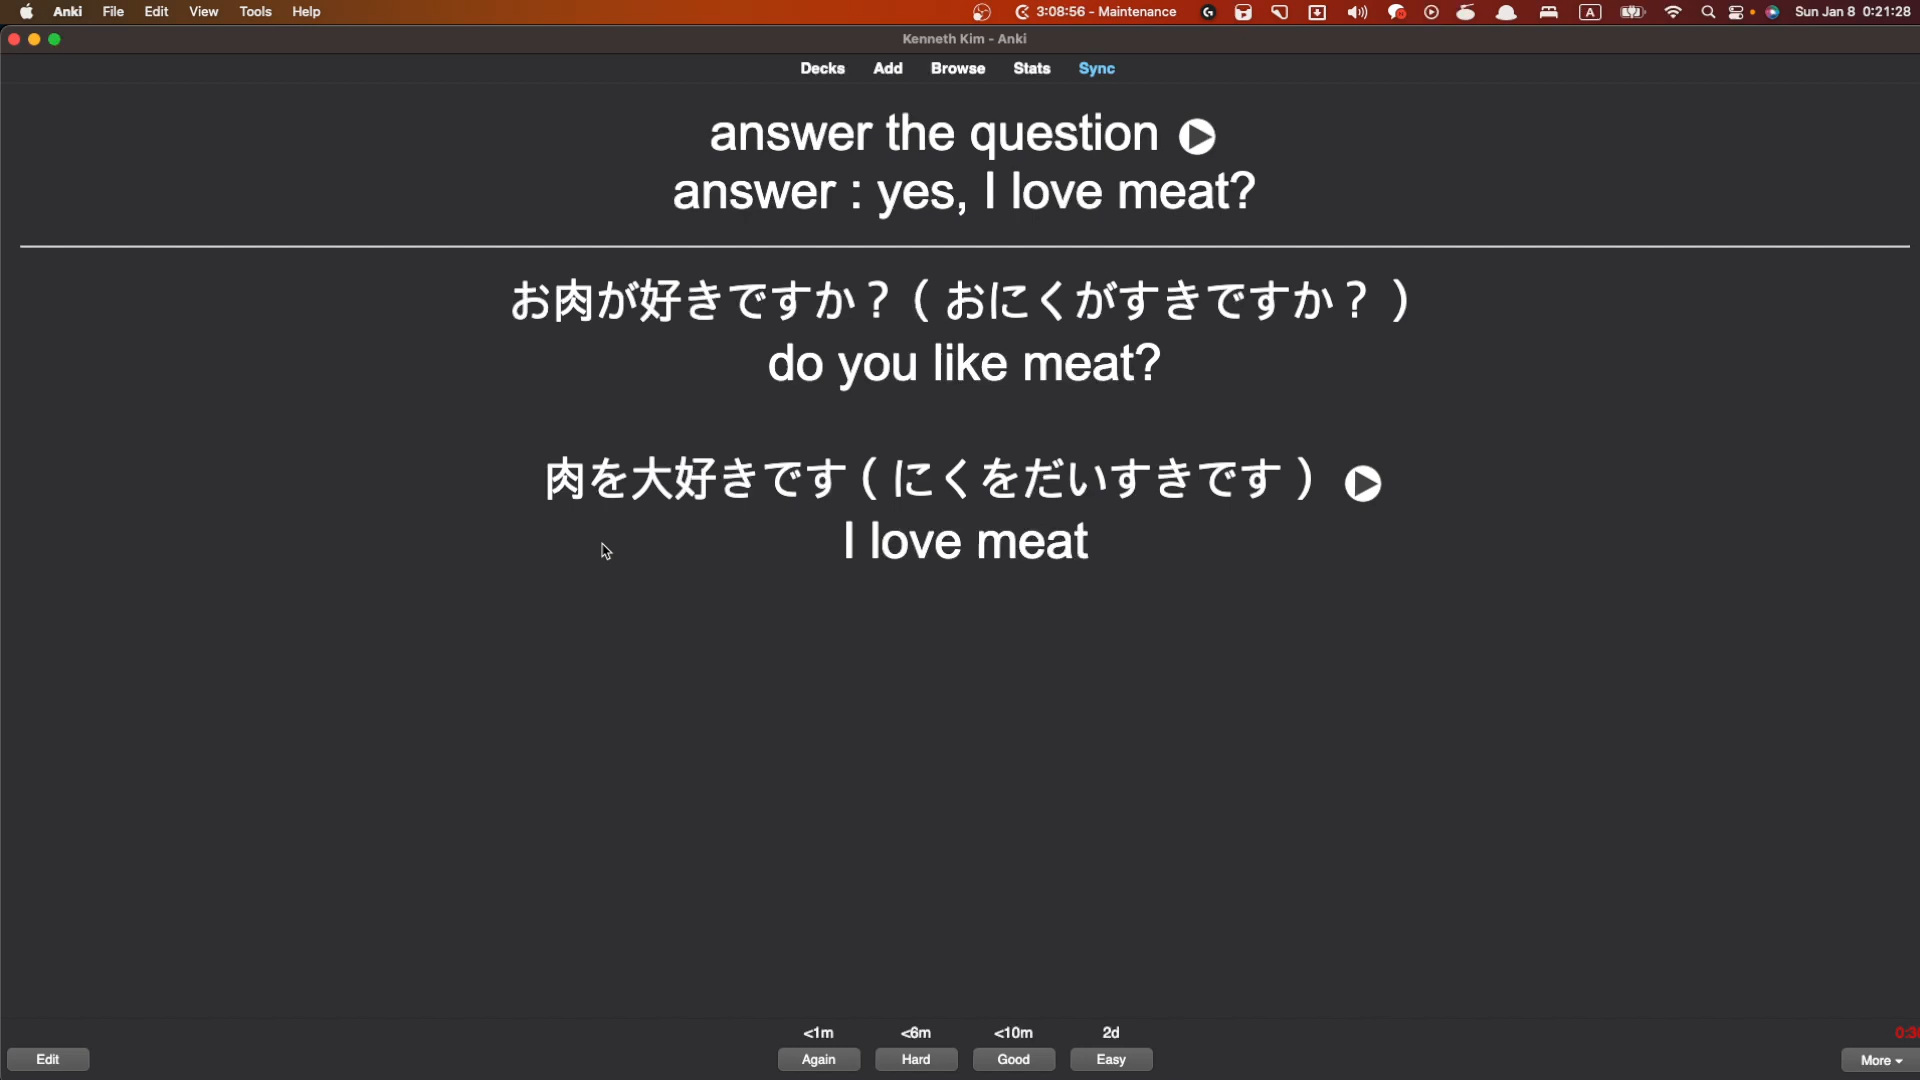 Anki File Edit View Tools Help 3:08:56 - Maintenance A Sun Jan 8 0:21:28
Kenneth Kim - Anki
Decks Add Browse Stats Sync
answer the question
answer : yes, I love meat?
お肉が好きですか？( おにくがすきですか？ )
do you like meat?
肉を大好きです ( にくをだいすきです )
I love meat
<1m <6m <10m 2d
Edit Again Hard Good Easy More